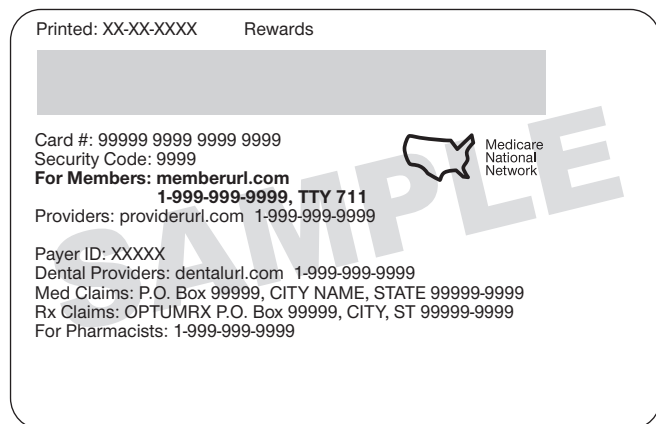 Printed: XX-XX-XXXX Rewards
Card #: 99999 9999 9999 9999
Security Code: 9999
Medicare
National
Network
For Members: memberurl.com
1-999-999-9999, TTY 711
Providers: providerurl.com 1-999-999-9999
SAMPLE
Payer ID: XXXXX
Dental Providers: dentalurl.com 1-999-999-9999
Med Claims: P.O. Box 99999, CITY NAME, STATE 99999-9999
Rx Claims: OPTUMRX P.O. Box 99999, CITY, ST 99999-9999
For Pharmacists: 1-999-999-9999